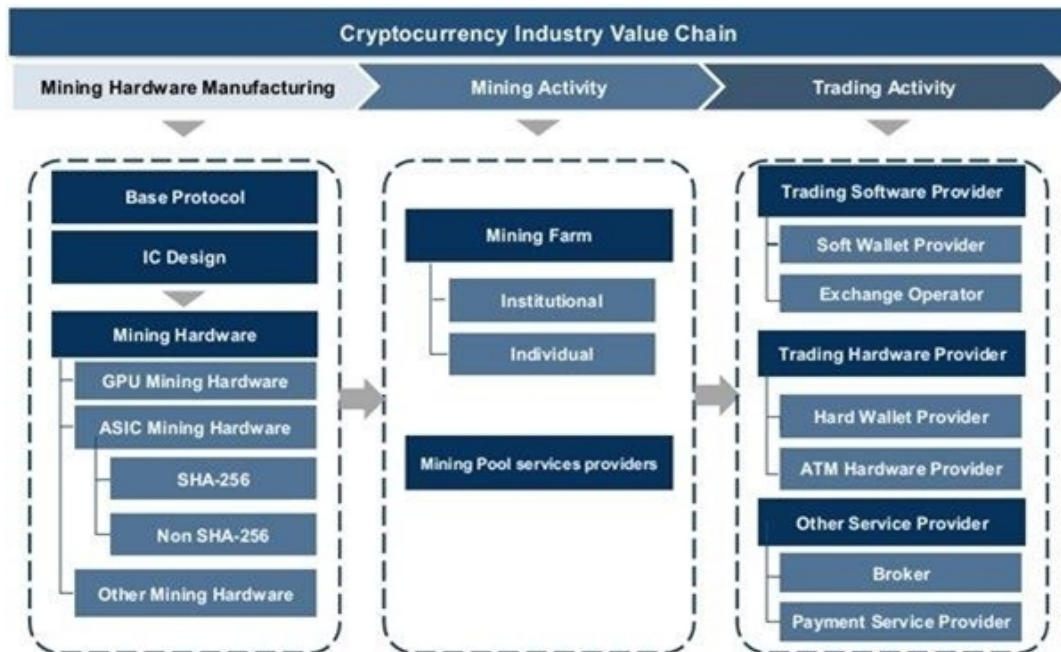 Cryptocurrency Industry Value Chain
Mining Hardware Manufacturing
Mining Activity
Trading Activity
Base Protocol
IC Design
Mining Hardware
GPU Mining Hardware
ASIC Mining Hardware
SHA-256
Non SHA-256
Other Mining Hardware
Mining Farm
Institutional
Individual
Mining Pool services providers
Trading Software Provider
Soft Wallet Provider
Exchange Operator
Trading Hardware Provider
Hard Wallet Provider
ATM Hardware Provider
Other Service Provider
Broker
Payment Service Provider